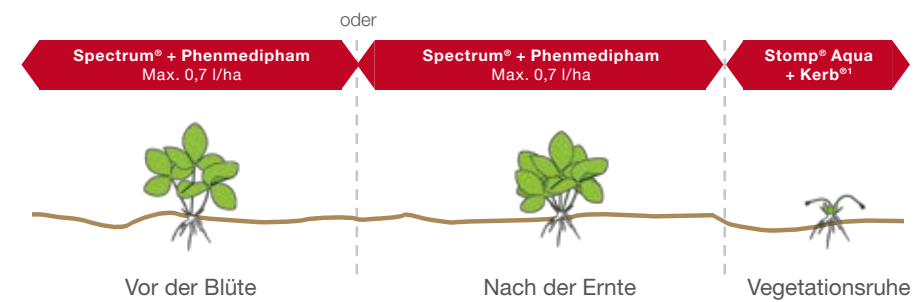 oder
Spectrum® + Phenmedipham
Max. 0,7 l/ha
Spectrum® + Phenmedipham
Max. 0,7 l/ha
Stomp® Aqua
+ Kerb®¹
Vor der Blüte
Nach der Ernte
Vegetationsruhe